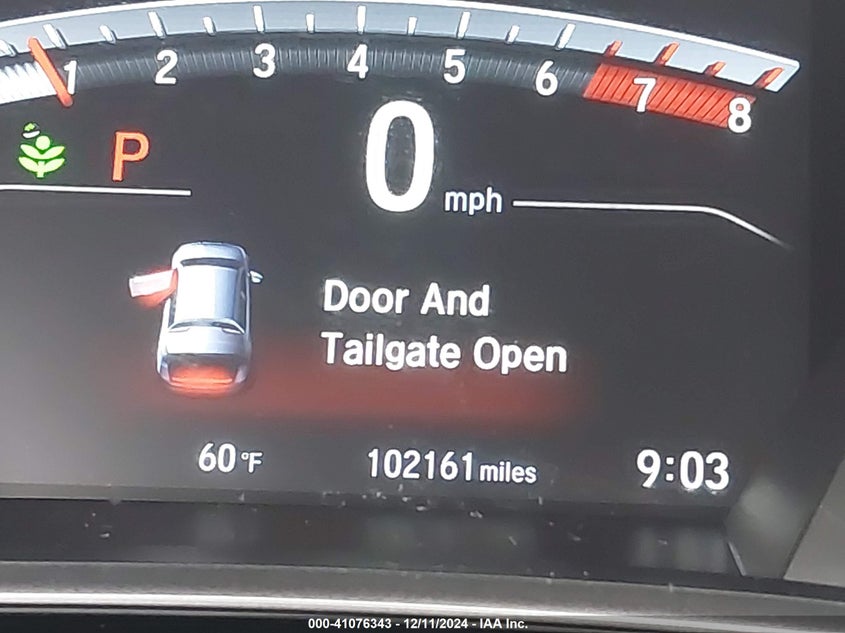 1 2 3 4 5 6 7 8
P
0 mph
Door And
Tailgate Open
60 °F 102161 miles 9:03
000-41076343 - 12/11/2024 - IAA Inc.